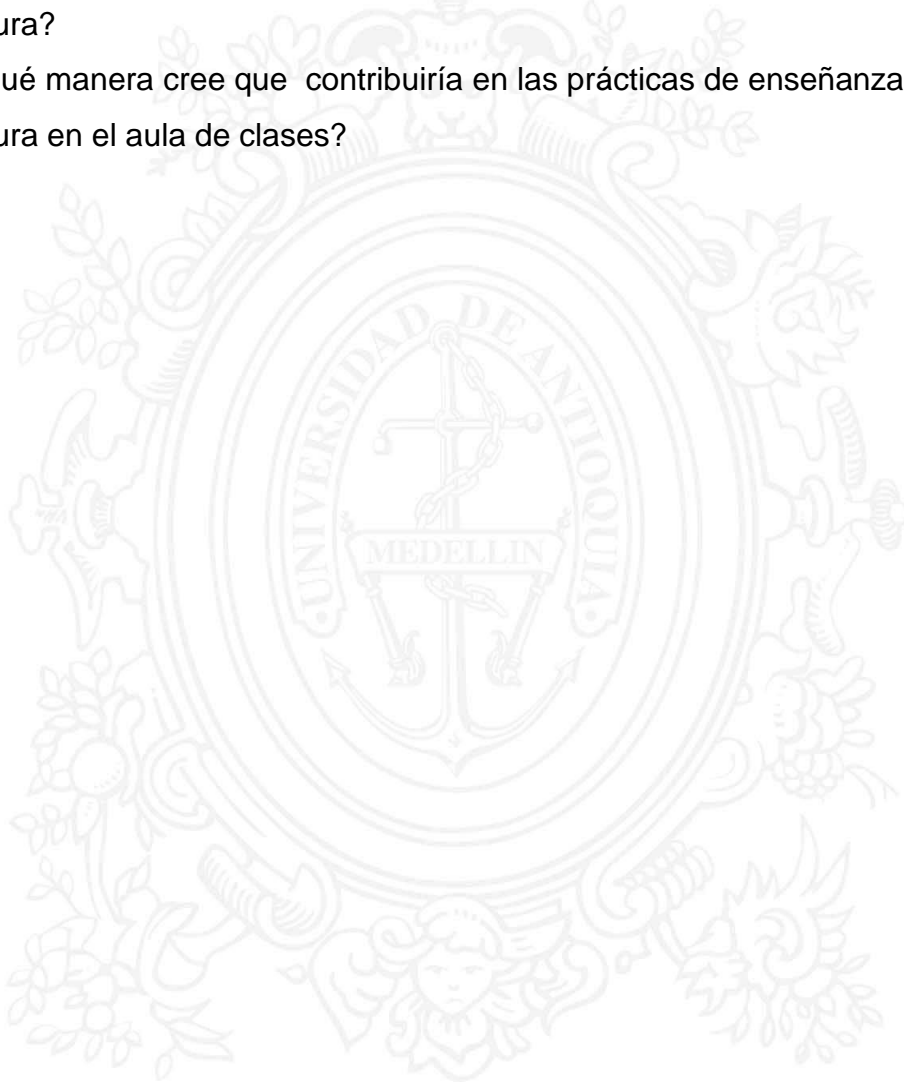 ura?
ué manera cree que contribuiría en las prácticas de enseñanza
ura en el aula de clases?
UNIVERSIDAD DE ANTIOQUIA
MEDELLIN